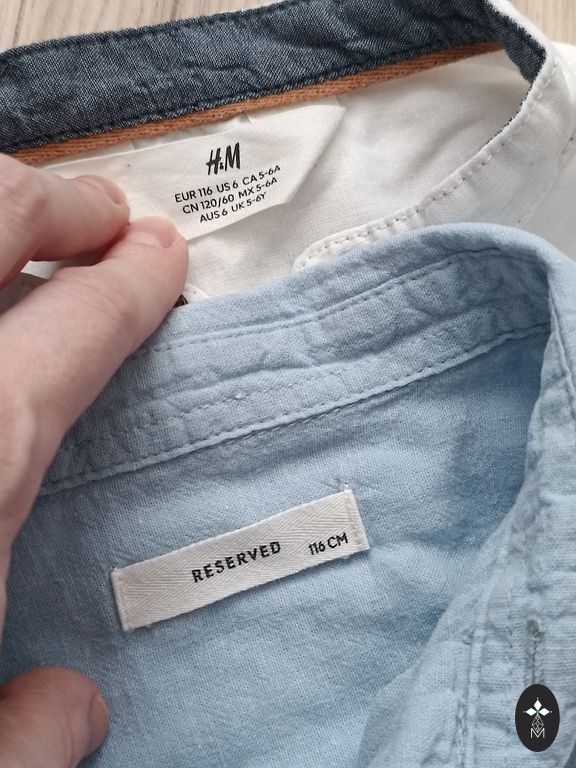 H&M
EUR 116 US 6 CA 5-6A
CN 120/60 MX 5-6A
AUS 6 UK 5-6Y
RESERVED 116 CM
M